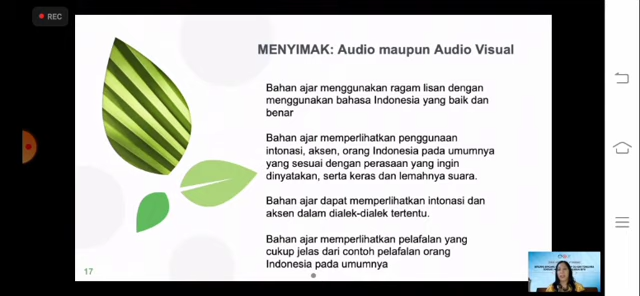 REC
MENYIMAK: Audio maupun Audio Visual
Bahan ajar menggunakan ragam lisan dengan
menggunakan bahasa Indonesia yang baik dan
benar
Bahan ajar memperlihatkan penggunaan
intonasi, aksen, orang Indonesia pada umumnya
yang sesuai dengan perasaan yang ingin
dinyatakan, serta keras dan lemahnya suara.
Bahan ajar dapat memperlihatkan intonasi dan
aksen dalam dialek-dialek tertentu.
Bahan ajar memperlihatkan pelafalan yang
cukup jelas dari contoh pelafalan orang
Indonesia pada umumnya
17